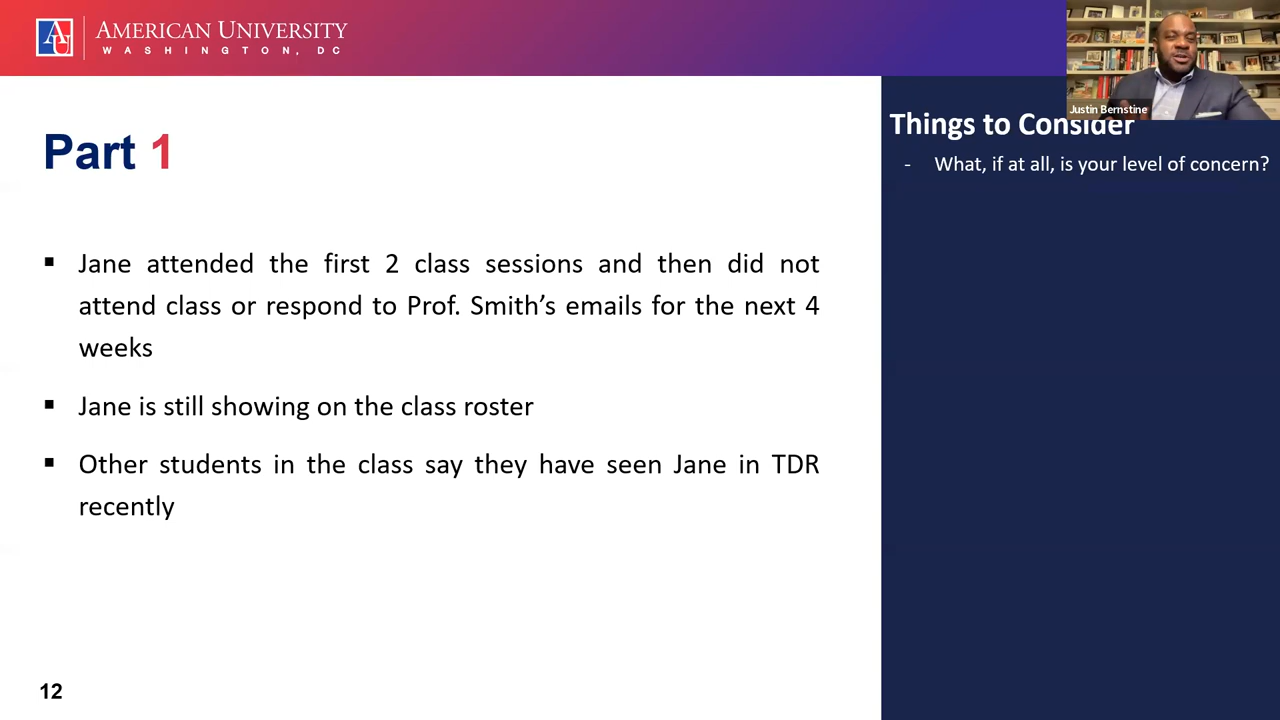 AMERICAN UNIVERSITY
WASHINGTON, DC
Justin Bernstine
Part 1
Things to Consider
- What, if at all, is your level of concern?
▪ Jane attended the first 2 class sessions and then did not
attend class or respond to Prof. Smith’s emails for the next 4
weeks
▪ Jane is still showing on the class roster
▪ Other students in the class say they have seen Jane in TDR
recently
12